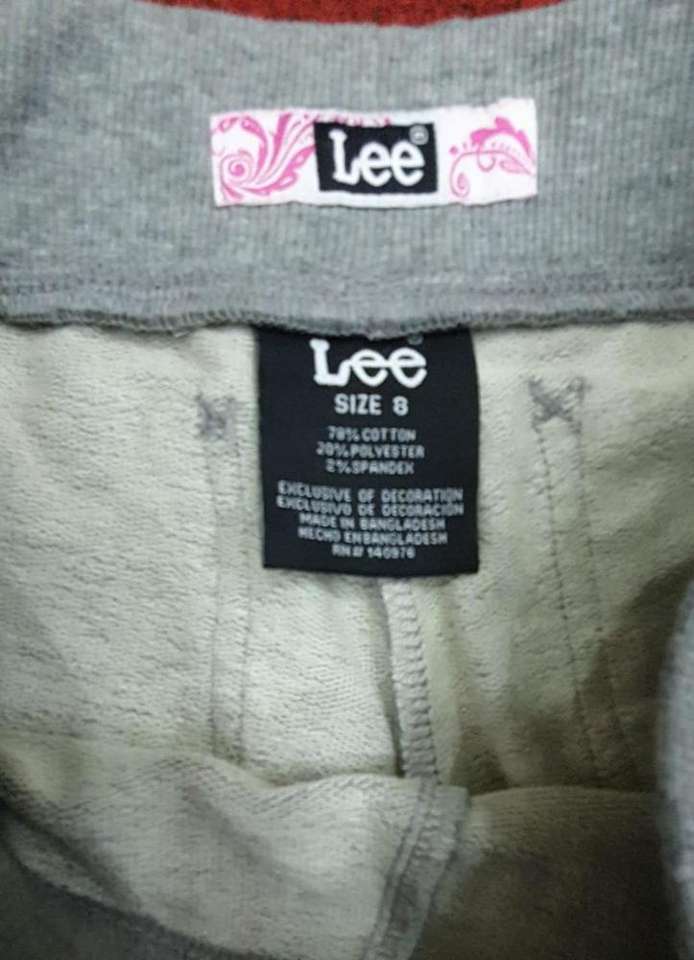 Lee®
Lee
SIZE 8
78% COTTON
20% POLYESTER
2% SPANDEX
EXCLUSIVE OF DECORATION
EXCLUSIVO DE DECORACIÓN
MADE IN BANGLADESH
HECHO EN BANGLADESH
RN# 140976